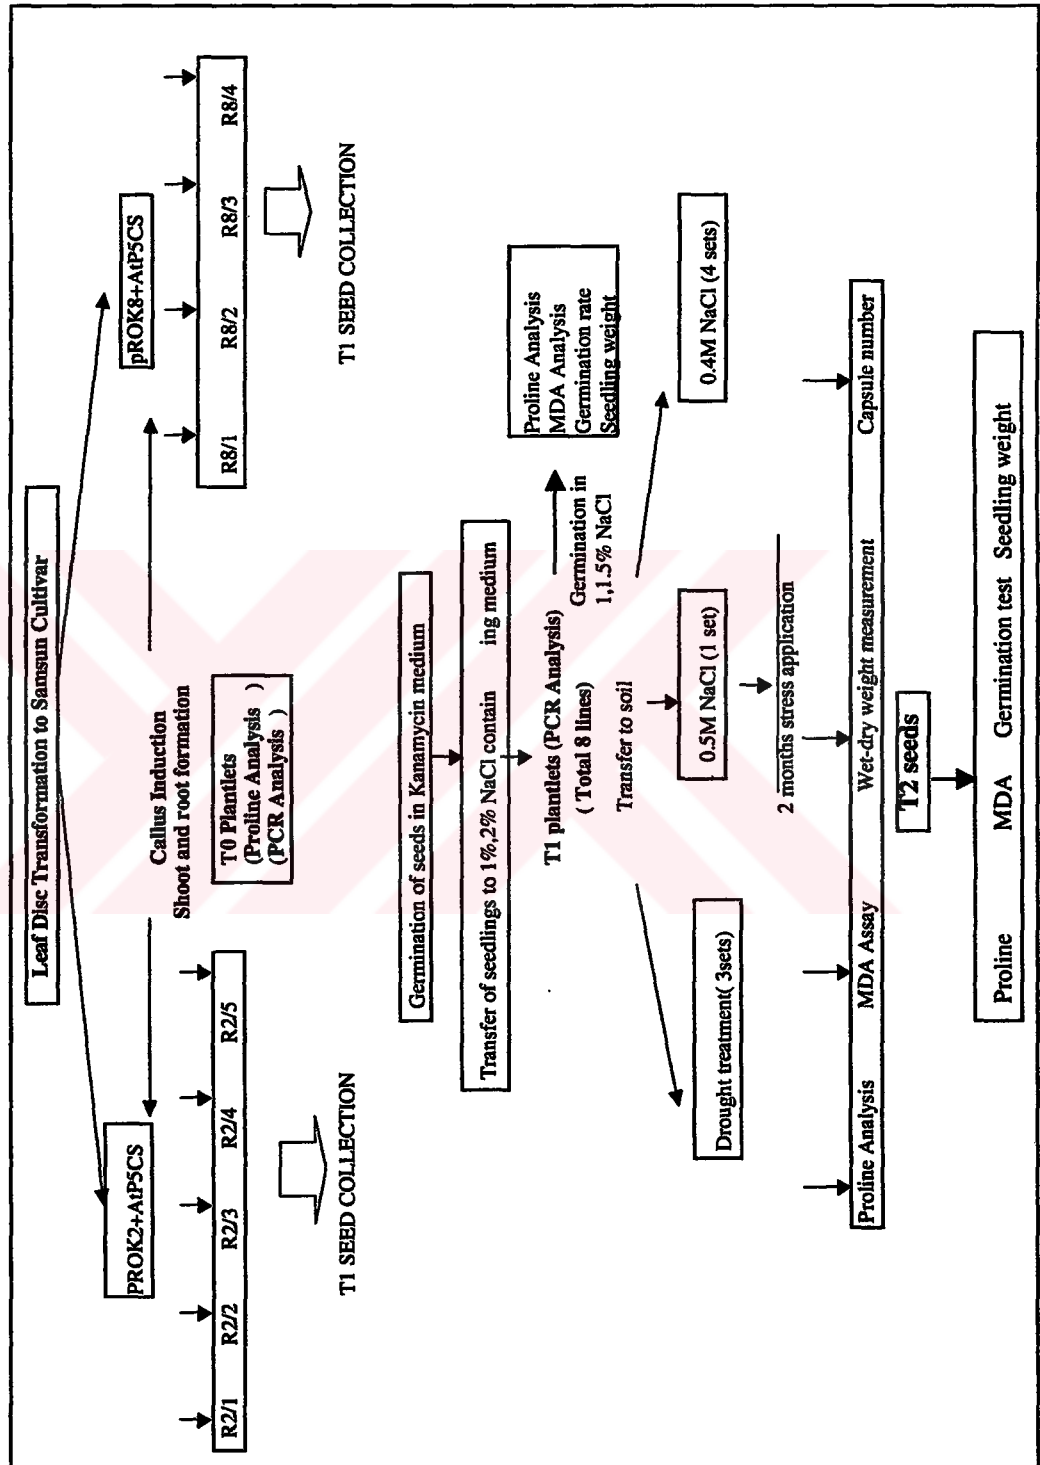 Leaf Disc Transformation to Samsun Cultivar
PROK2+AtP5CS
pROK8+AtP5CS
Callus Induction
Shoot and root formation
R2/1 R2/2 R2/3 R2/4 R2/5
T0 Plantlets
(Proline Analysis )
(PCR Analysis )
R8/1 R8/2 R8/3 R8/4
T1 SEED COLLECTION
T1 SEED COLLECTION
Germination of seeds in Kanamycin medium
Transfer of seedlings to 1%,2% NaCl contain ing medium
T1 plantlets (PCR Analysis)
( Total 8 lines)
Germination in
1,1.5% NaCl
Proline Analysis
MDA Analysis
Germination rate
Seedling weight
Transfer to soil
Drought treatment( 3sets)
0.5M NaCl (1 set)
0.4M NaCl (4 sets)
2 months stress application
Proline Analysis MDA Assay Wet-dry weight measurement Capsule number
T2 seeds
Proline MDA Germination test Seedling weight